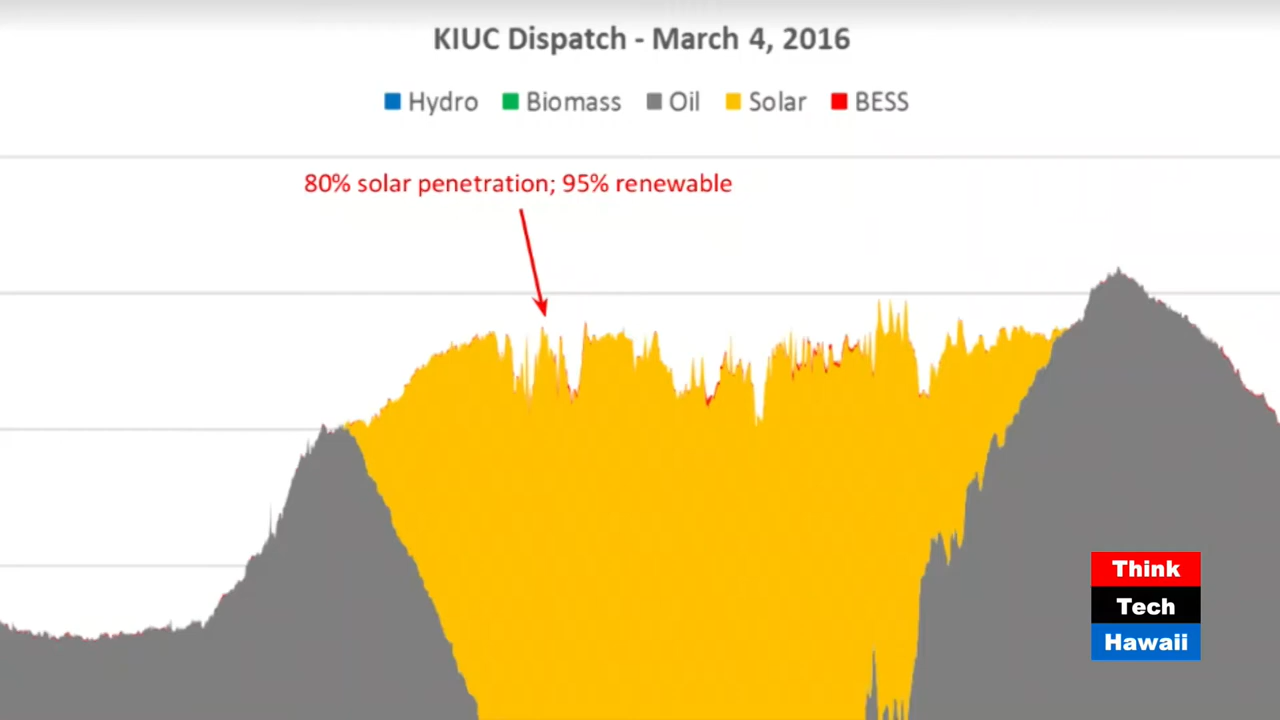 KIUC Dispatch - March 4, 2016
Hydro Biomass Oil Solar BESS
80% solar penetration; 95% renewable
Think
Tech
Hawaii